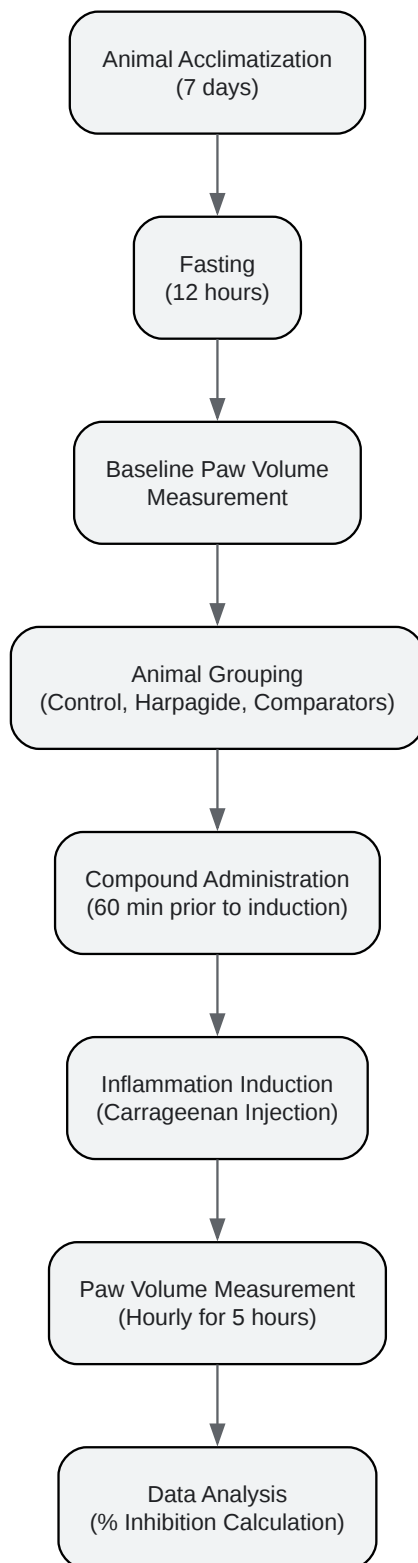 Animal Acclimatization
(7 days)
Fasting
(12 hours)
Baseline Paw Volume
Measurement
Animal Grouping
(Control, Harpagide, Comparators)
Compound Administration
(60 min prior to induction)
Inflammation Induction
(Carrageenan Injection)
Paw Volume Measurement
(Hourly for 5 hours)
Data Analysis
(% Inhibition Calculation)